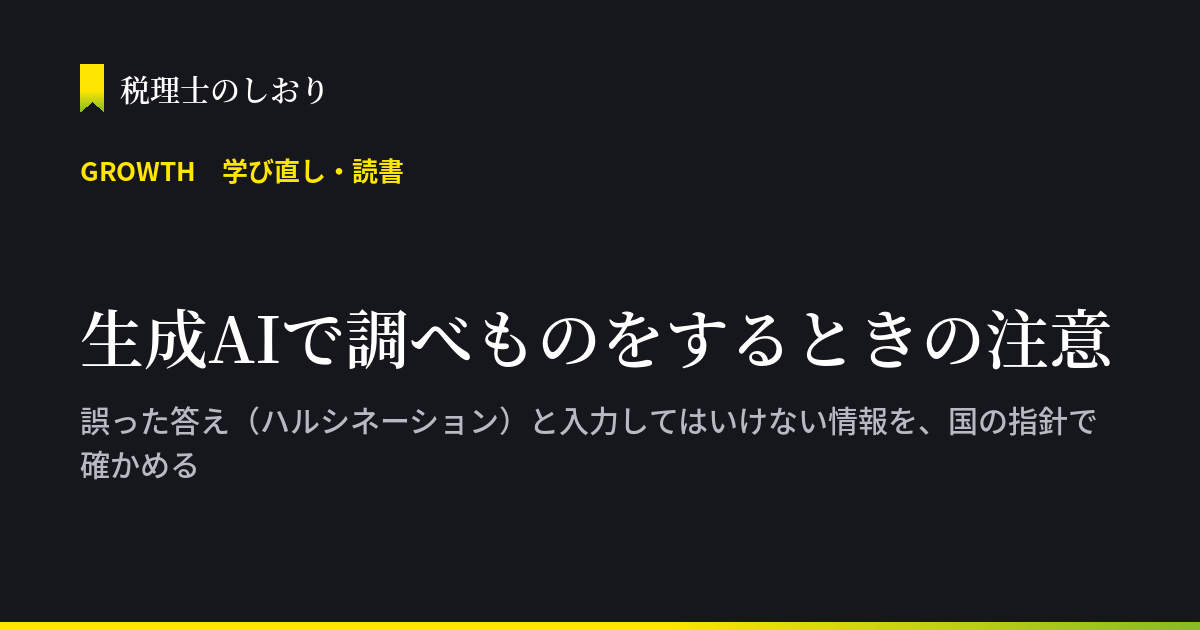 税理士のしおり
GROWTH　学び直し・読書
生成AIで調べものをするときの注意
誤った答え（ハルシネーション）と入力してはいけない情報を、国の指針で
確かめる